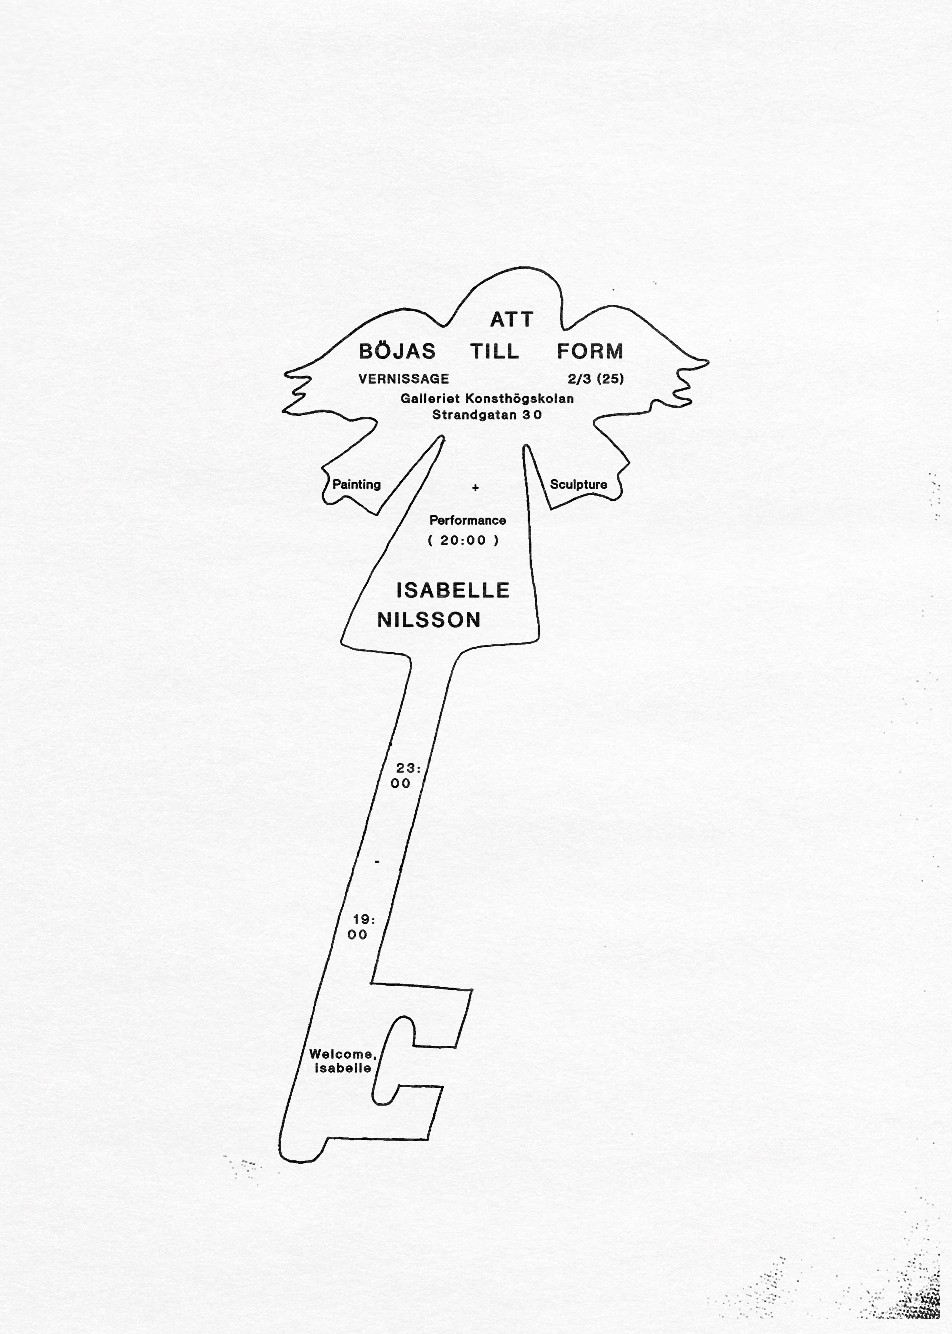 ATT
BÖJAS TILL FORM
VERNISSAGE 2/3 (25)
Galleriet Konsthögskolan
Strandgatan 30
Painting + Sculpture
Performance
( 20:00 )
ISABELLE
NILSSON
23:
00
-
19:
00
Welcome,
isabelle